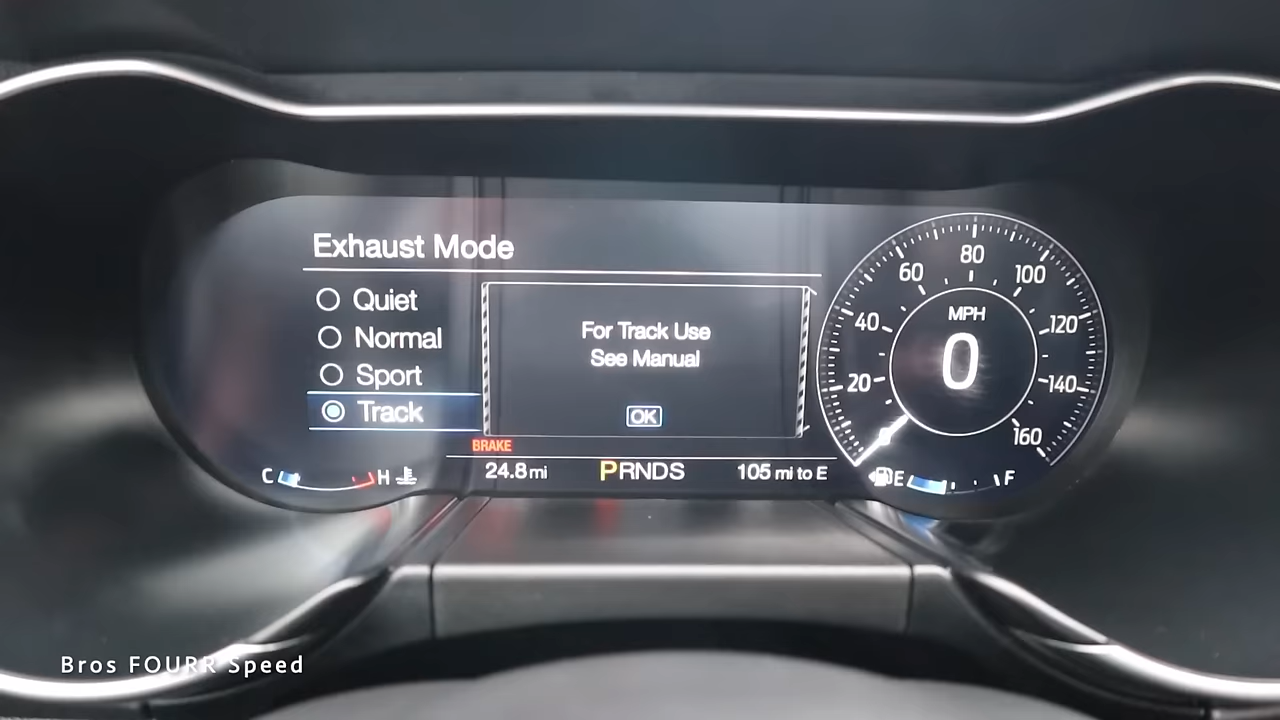 Exhaust Mode
Quiet
Normal
Sport
Track
For Track Use
See Manual
OK
BRAKE
C
H
24.8 mi
PRNDS
105 mi to E
E
F
MPH
0
20
40
60
80
100
120
140
160
Bros FOURR Speed